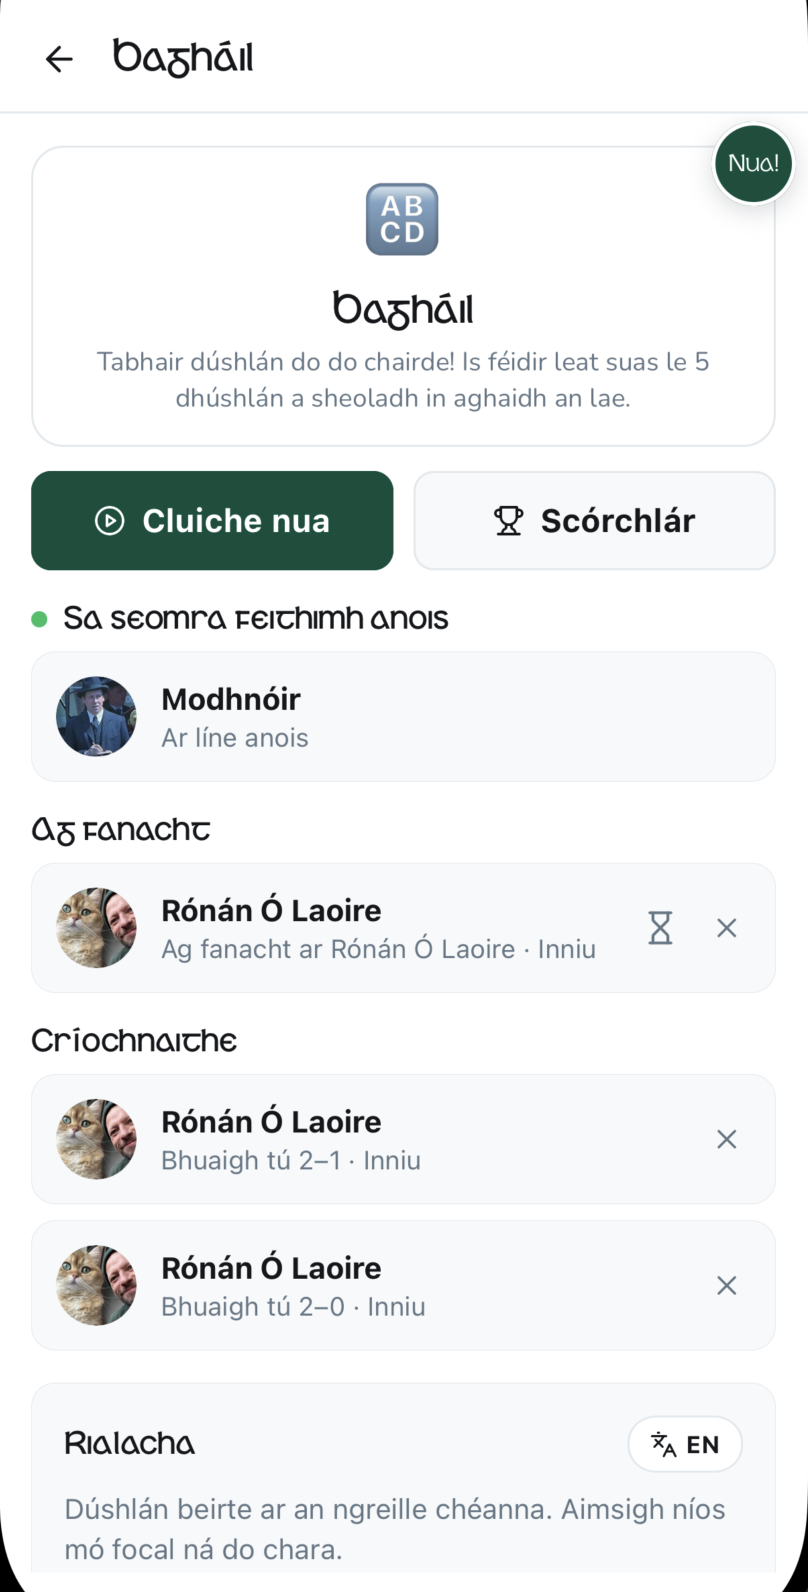 Bagháil
Nua!
AB
CD
Bagháil
Tabhair dúshlán do do chairde! Is féidir leat suas le 5
dhúshlán a sheoladh in aghaidh an lae.
Cluiche nua
Scórchlár
Sa seomra feithimh anois
Modhnóir
Ar líne anois
Ag fanacht
Rónán Ó Laoire
Ag fanacht ar Rónán Ó Laoire · Inniu
Críochnaithe
Rónán Ó Laoire
Bhuaigh tú 2–1 · Inniu
Rónán Ó Laoire
Bhuaigh tú 2–0 · Inniu
Rialacha
EN
Dúshlán beirte ar an ngreille chéanna. Aimsigh níos
mó focal ná do chara.